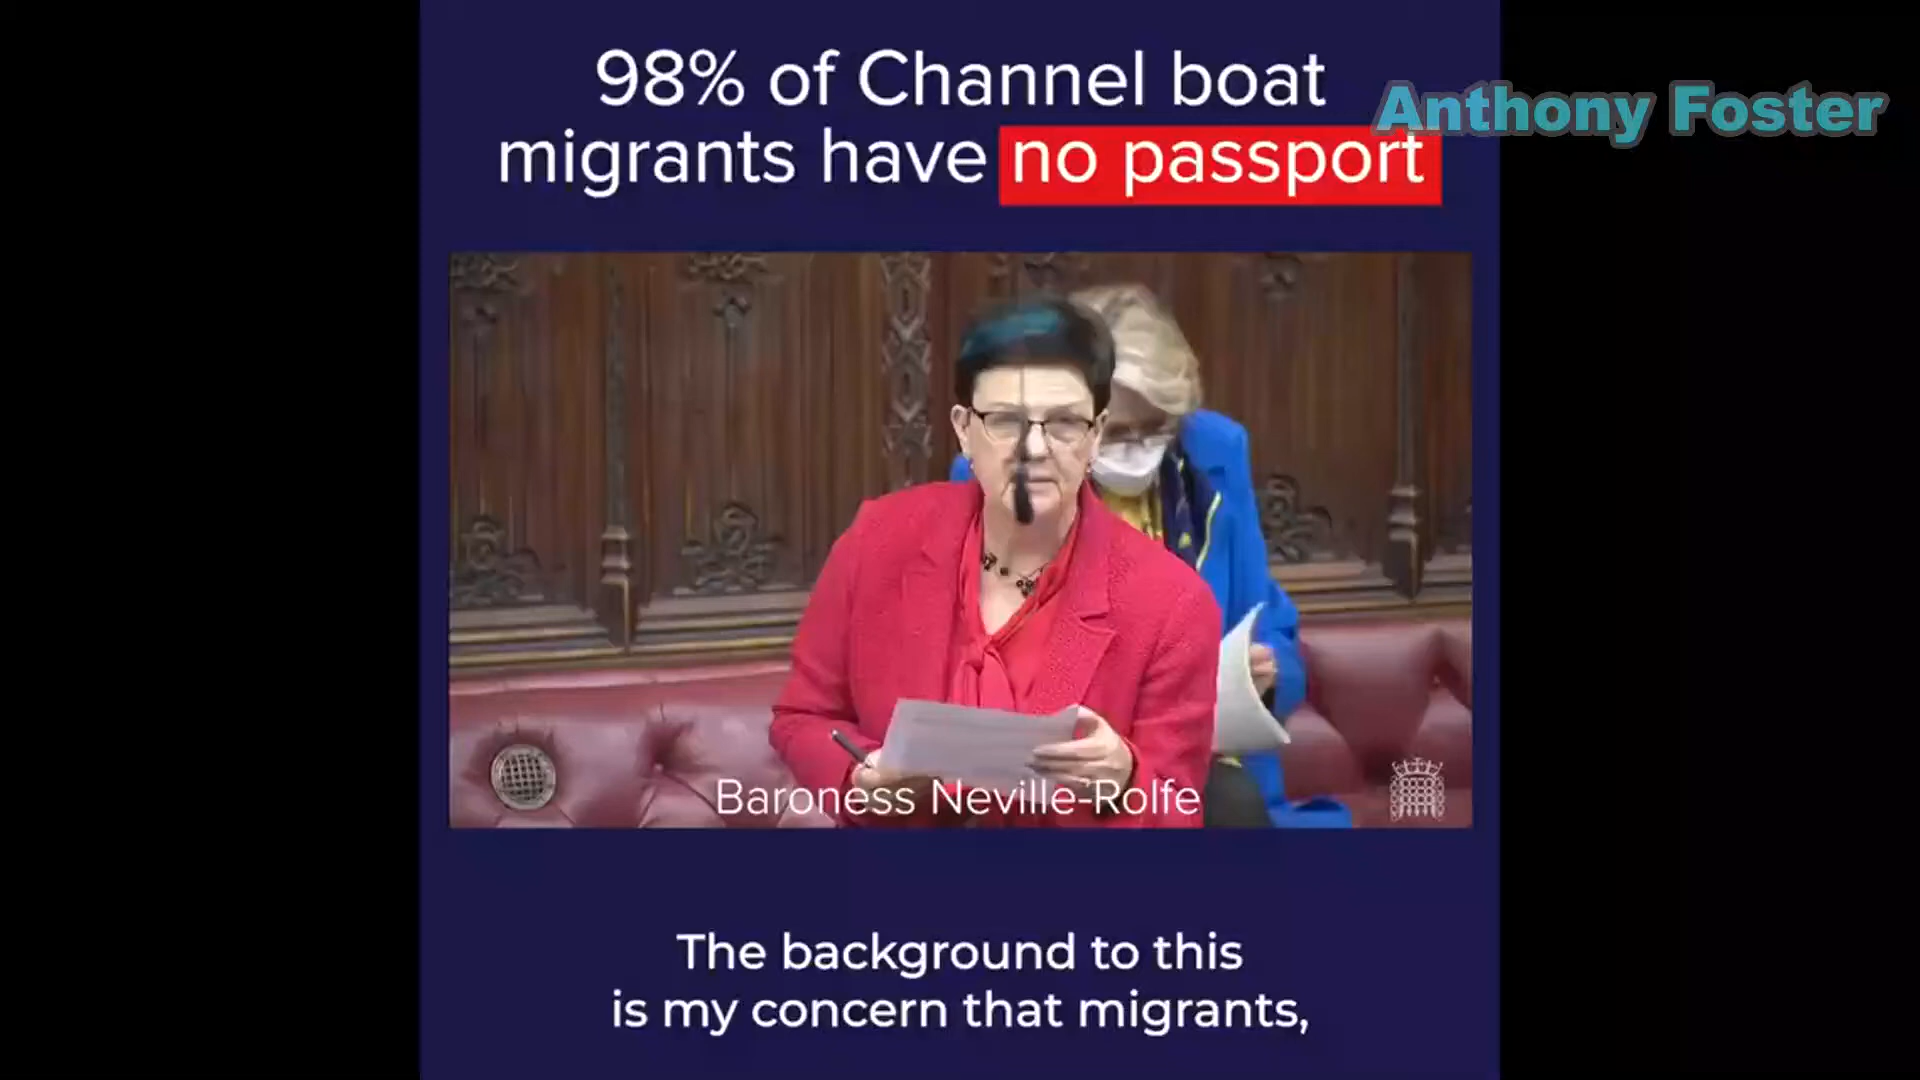 98% of Channel boat
migrants have no passport
Anthony Foster
Baroness Neville-Rolfe
The background to this
is my concern that migrants,